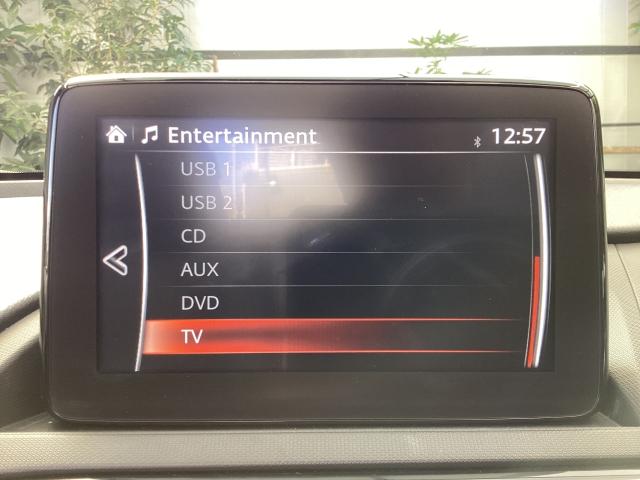 Entertainment 12:57
USB 1
USB 2
CD
AUX
DVD
TV